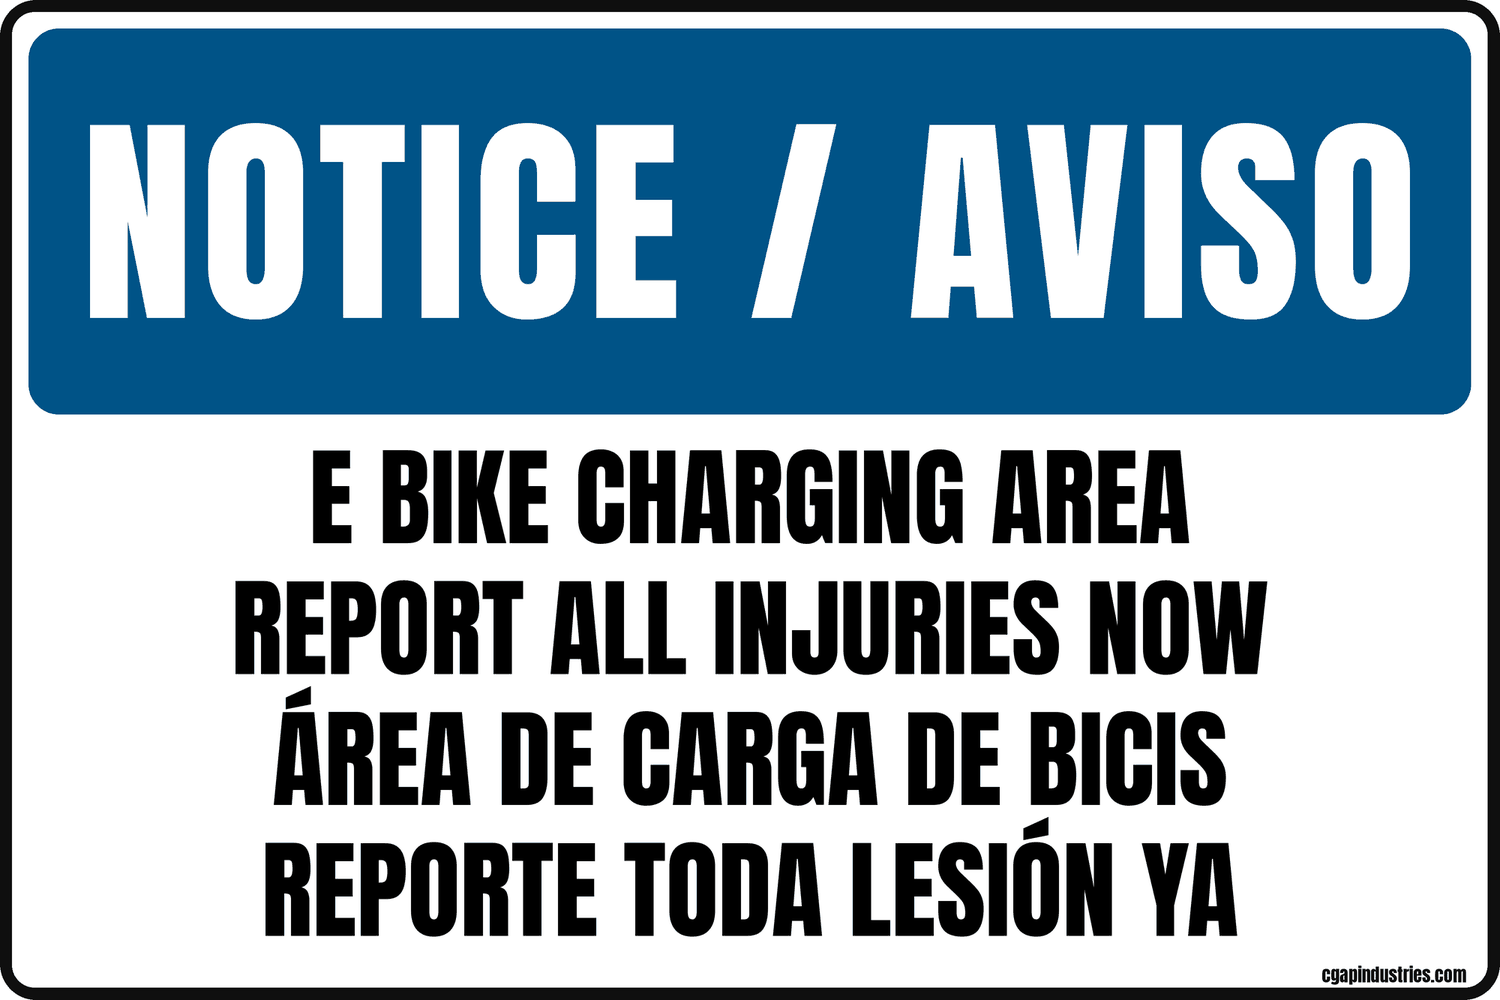 NOTICE / AVISO
E BIKE CHARGING AREA
REPORT ALL INJURIES NOW
ÁREA DE CARGA DE BICIS
REPORTE TODA LESIÓN YA
cgapindustries.com